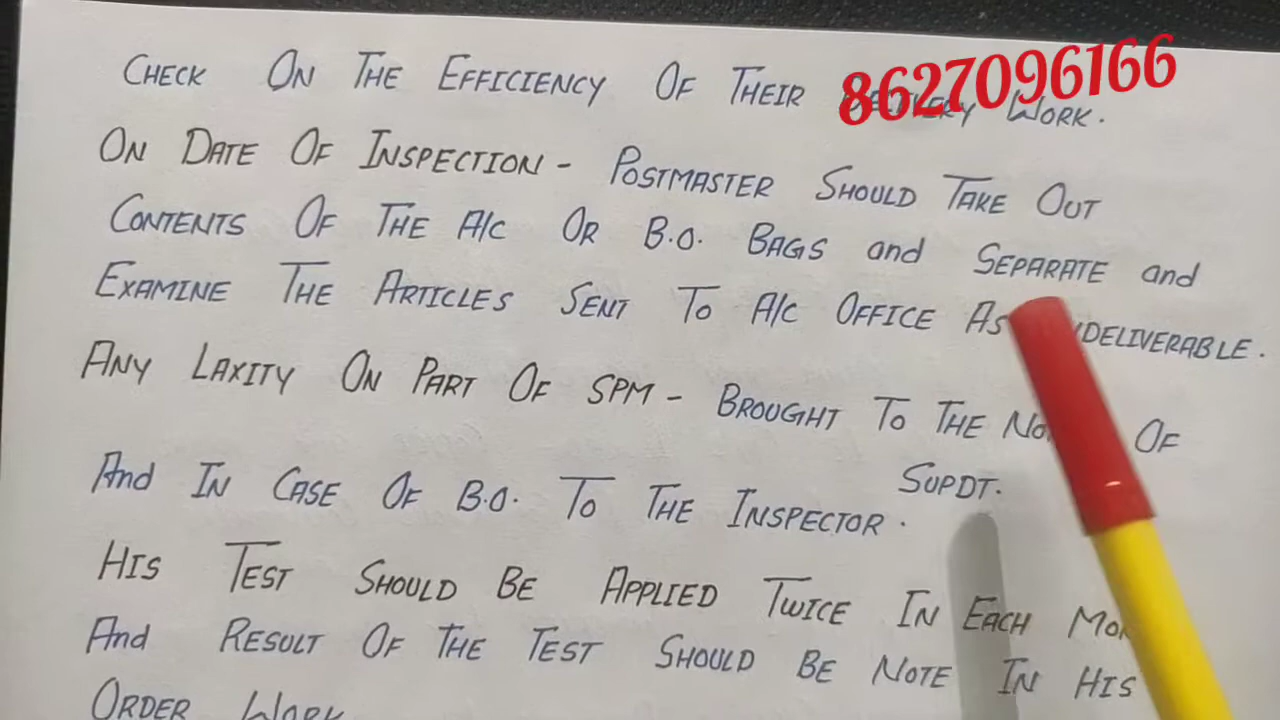 CHECK ON THE EFFICIENCY OF THEIR DELIVERY WORK.
8627096166
ON DATE OF INSPECTION - POSTMASTER SHOULD TAKE OUT
CONTENTS OF THE A/C OR B.O. BAGS and SEPARATE and
EXAMINE THE ARTICLES SENT TO A/C OFFICE AS UNDELIVERABLE.
ANY LAXITY ON PART OF SPM - BROUGHT TO THE OF
SUPDT.
And IN CASE OF B.O. TO THE INSPECTOR.
HIS TEST SHOULD BE APPLIED TWICE IN EACH
And RESULT OF THE TEST SHOULD BE NOTE IN HIS
ORDER WORK